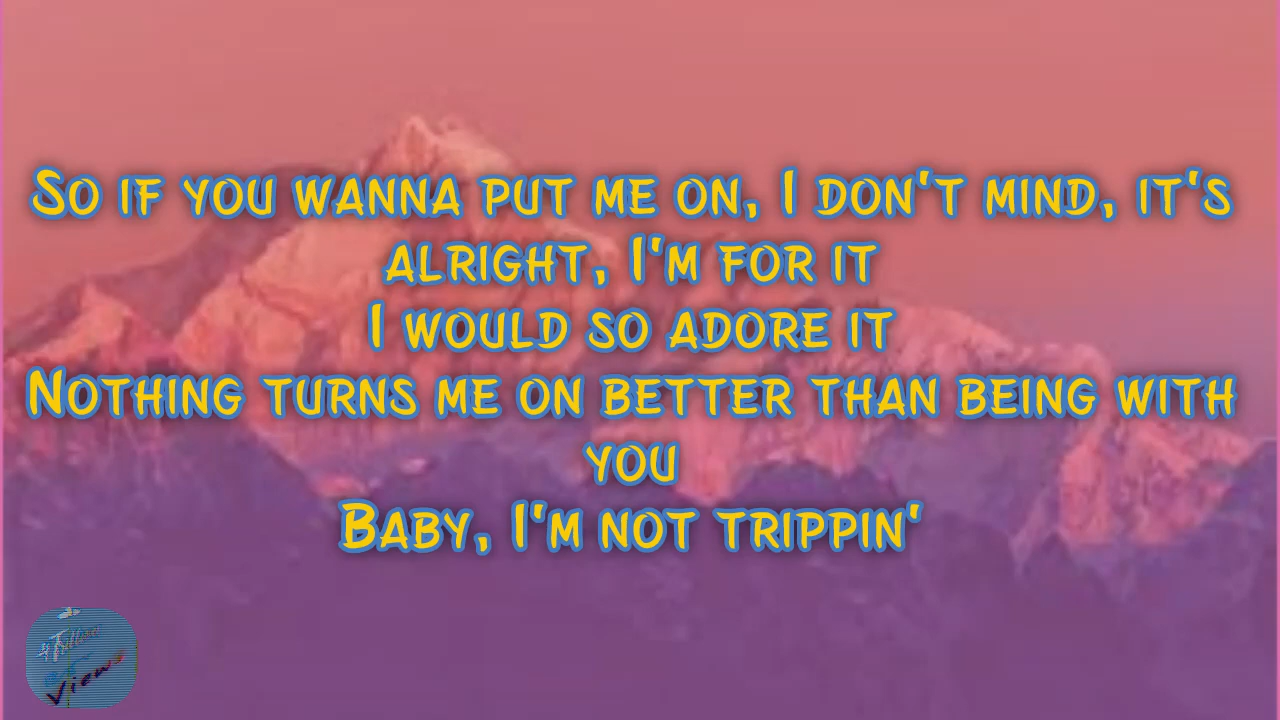 So if you wanna put me on, I don't mind, it's
alright, I'm for it
I would so adore it
Nothing turns me on better than being with
you
Baby, I'm not trippin'